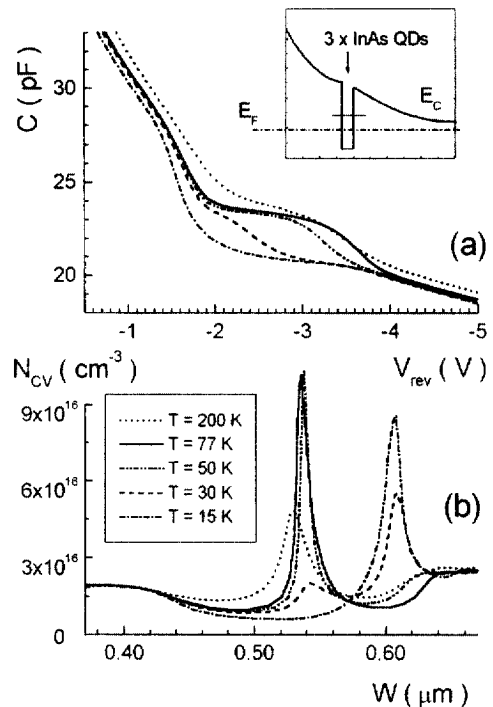 (a)
3 x InAs QDs
E_F
E_C
C ( pF )
30
25
20
-1 -2 -3 -4 -5
V_rev ( V )
N_CV ( cm^-3 )
9x10^16
6x10^16
3x10^16
0
T = 200 K
T = 77 K
T = 50 K
T = 30 K
T = 15 K
(b)
0.40 0.50 0.60
W ( μm )